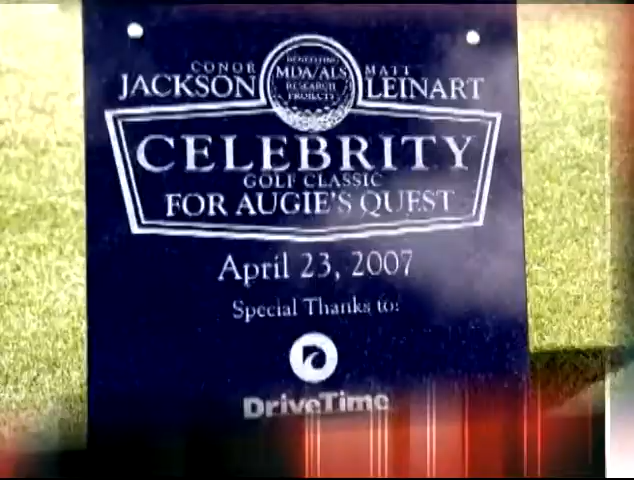 BENEFITING
MDA/ALS
RESEARCH
PROJECTS
CONOR
JACKSON
MATT
LEINART
CELEBRITY
GOLF CLASSIC
FOR AUGIE'S QUEST
April 23, 2007
Special Thanks to:
DriveTime